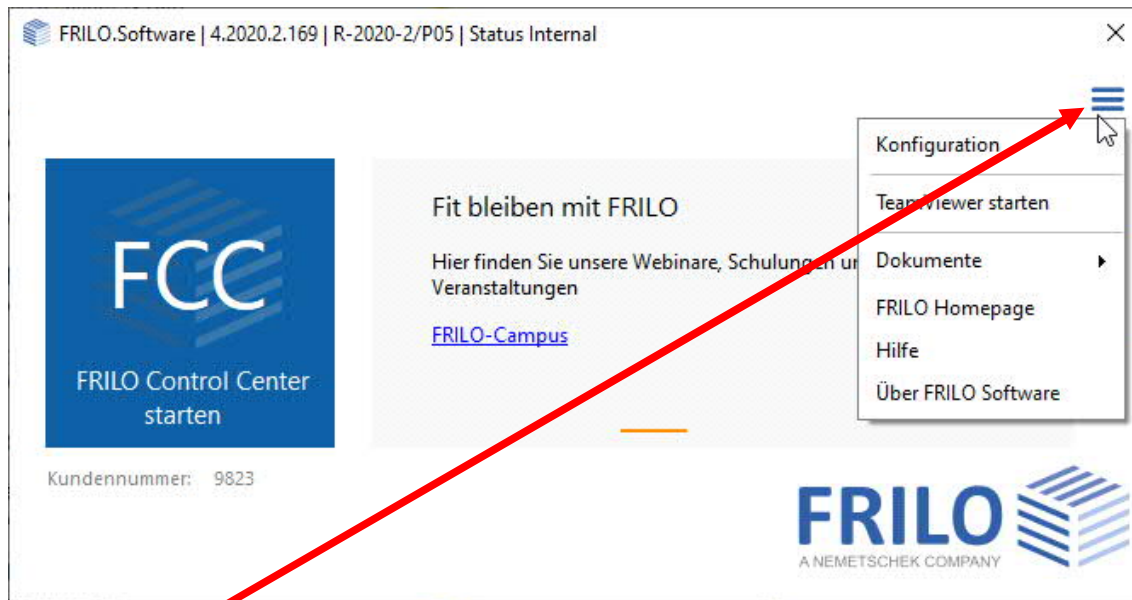 FRILO.Software | 4.2020.2.169 | R-2020-2/P05 | Status Internal
Konfiguration
TeamViewer starten
Dokumente
FRILO Homepage
Hilfe
Über FRILO Software
FCC
FRILO Control Center
starten
Fit bleiben mit FRILO
Hier finden Sie unsere Webinare, Schulungen
Veranstaltungen
FRILO-Campus
Kundennummer: 9823
FRILO
A NEMETSCHEK COMPANY